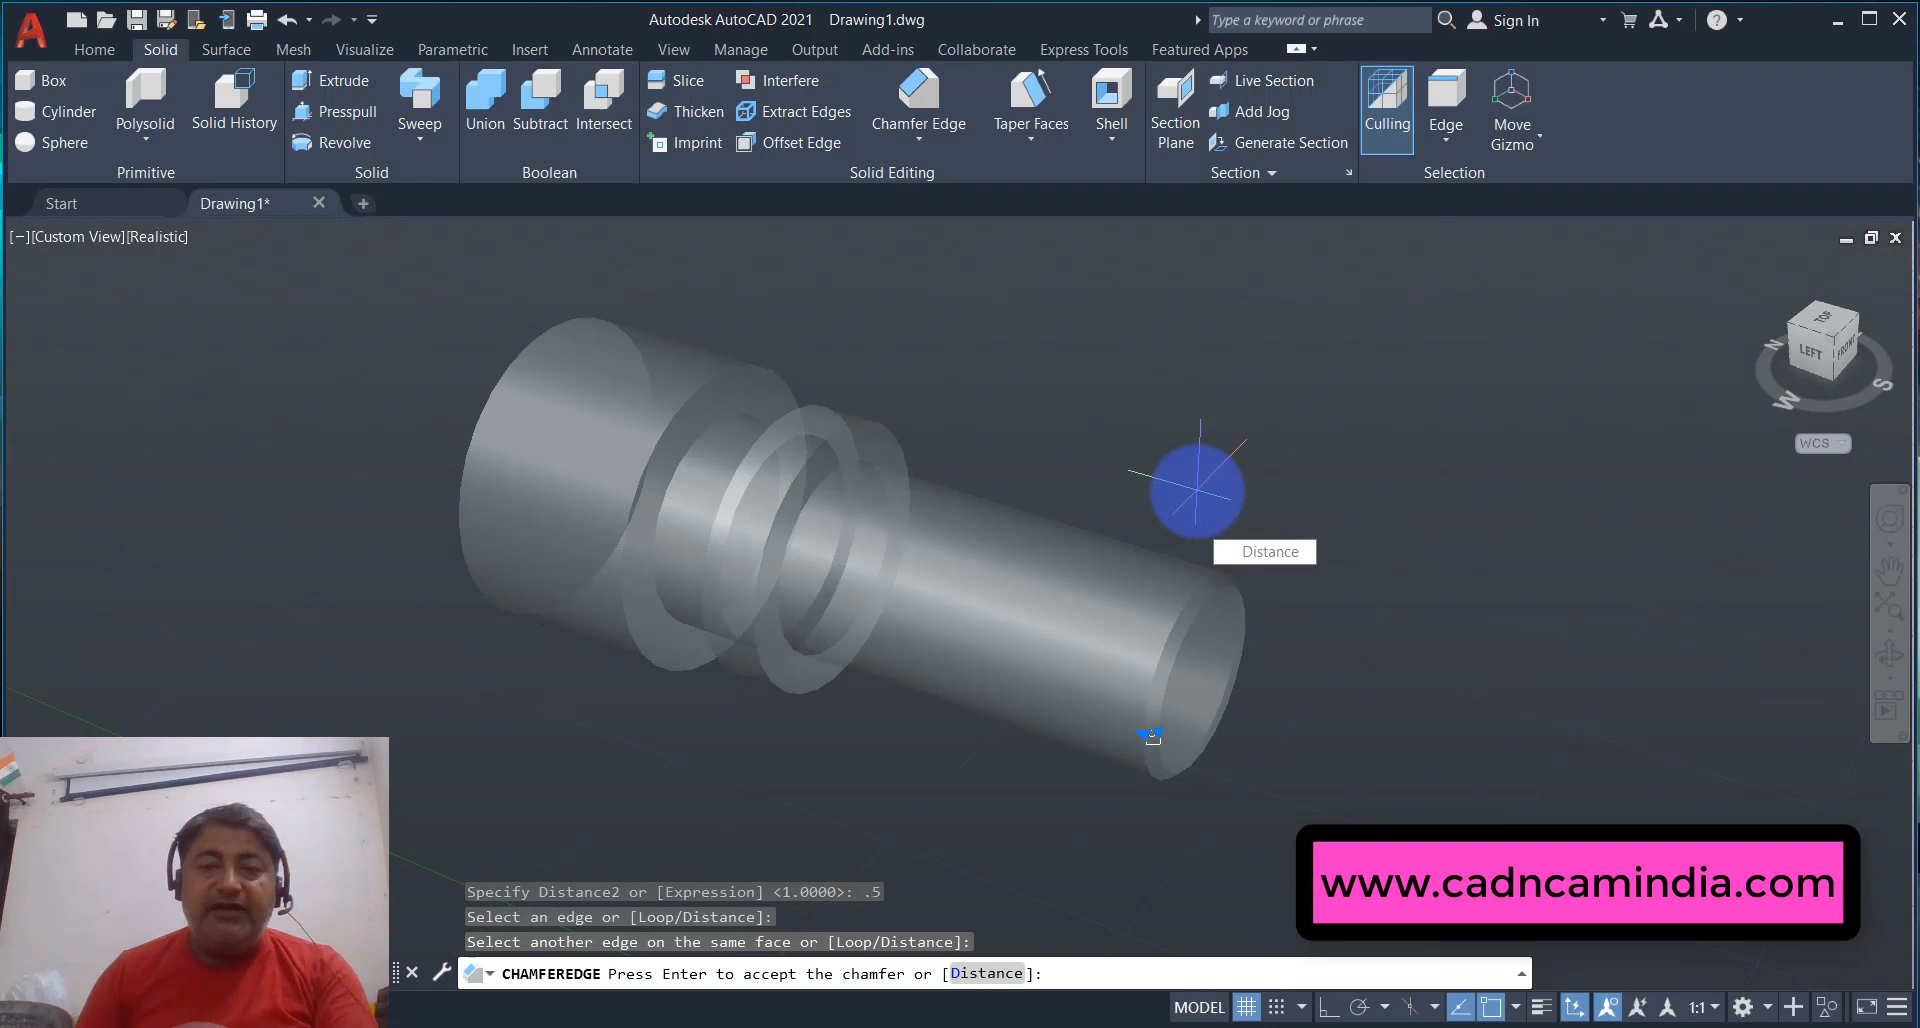 Autodesk AutoCAD 2021 Drawing1.dwg
Type a keyword or phrase
Sign In
Home Solid Surface Mesh Visualize Parametric Insert Annotate View Manage Output Add-ins Collaborate Express Tools Featured Apps
Box
Cylinder
Sphere
Polysolid
Solid History
Primitive
Extrude
Presspull
Revolve
Sweep
Solid
Union
Subtract
Intersect
Boolean
Slice
Thicken
Imprint
Interfere
Extract Edges
Offset Edge
Chamfer Edge
Taper Faces
Shell
Solid Editing
Section
Plane
Live Section
Add Jog
Generate Section
Section
Culling
Edge
Move
Gizmo
Selection
Start
Drawing1*
[−][Custom View][Realistic]
TOP
LEFT
FRONT
N
S
W
WCS
Distance
www.cadncamindia.com
Specify Distance2 or [Expression] <1.0000>: .5
Select an edge or [Loop/Distance]:
Select another edge on the same face or [Loop/Distance]:
CHAMFEREDGE Press Enter to accept the chamfer or [Distance]:
MODEL
1:1